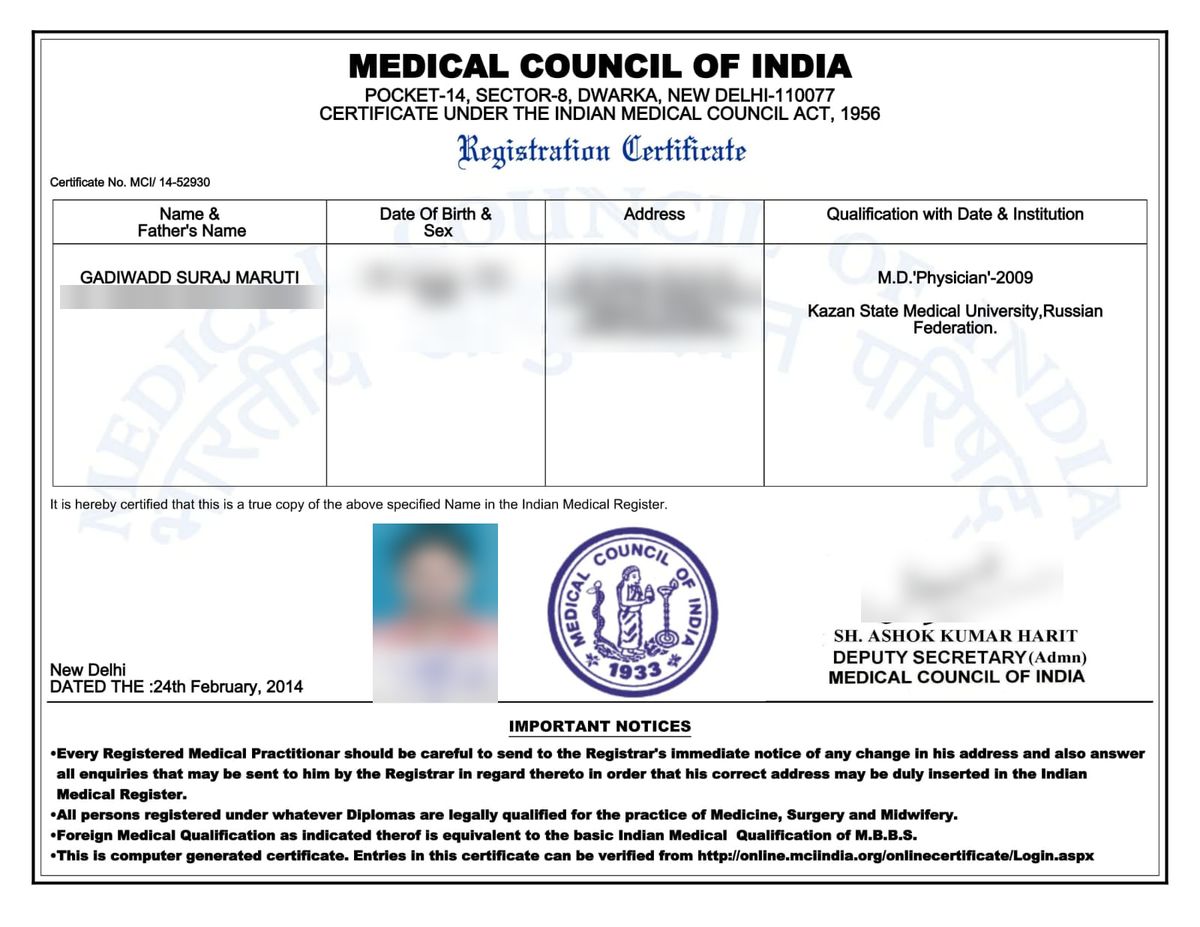 MEDICAL COUNCIL OF INDIA
POCKET-14, SECTOR-8, DWARKA, NEW DELHI-110077
CERTIFICATE UNDER THE INDIAN MEDICAL COUNCIL ACT, 1956
Registration Certificate
Certificate No. MCI/ 14-52930
Name &
Father's Name
Date Of Birth &
Sex
Address
Qualification with Date & Institution
GADIWADD SURAJ MARUTI
M.D.'Physician'-2009
Kazan State Medical University,Russian
Federation.
MEDICAL COUNCIL OF INDIA
भारतीय आयुर्विज्ञान परिषद्
It is hereby certified that this is a true copy of the above specified Name in the Indian Medical Register.
MEDICAL COUNCIL OF INDIA
1933
SH. ASHOK KUMAR HARIT
DEPUTY SECRETARY(Admn)
MEDICAL COUNCIL OF INDIA
New Delhi
DATED THE :24th February, 2014
IMPORTANT NOTICES
•Every Registered Medical Practitionar should be careful to send to the Registrar's immediate notice of any change in his address and also answer
all enquiries that may be sent to him by the Registrar in regard thereto in order that his correct address may be duly inserted in the Indian
Medical Register.
•All persons registered under whatever Diplomas are legally qualified for the practice of Medicine, Surgery and Midwifery.
•Foreign Medical Qualification as indicated therof is equivalent to the basic Indian Medical Qualification of M.B.B.S.
•This is computer generated certificate. Entries in this certificate can be verified from http://online.mciindia.org/onlinecertificate/Login.aspx